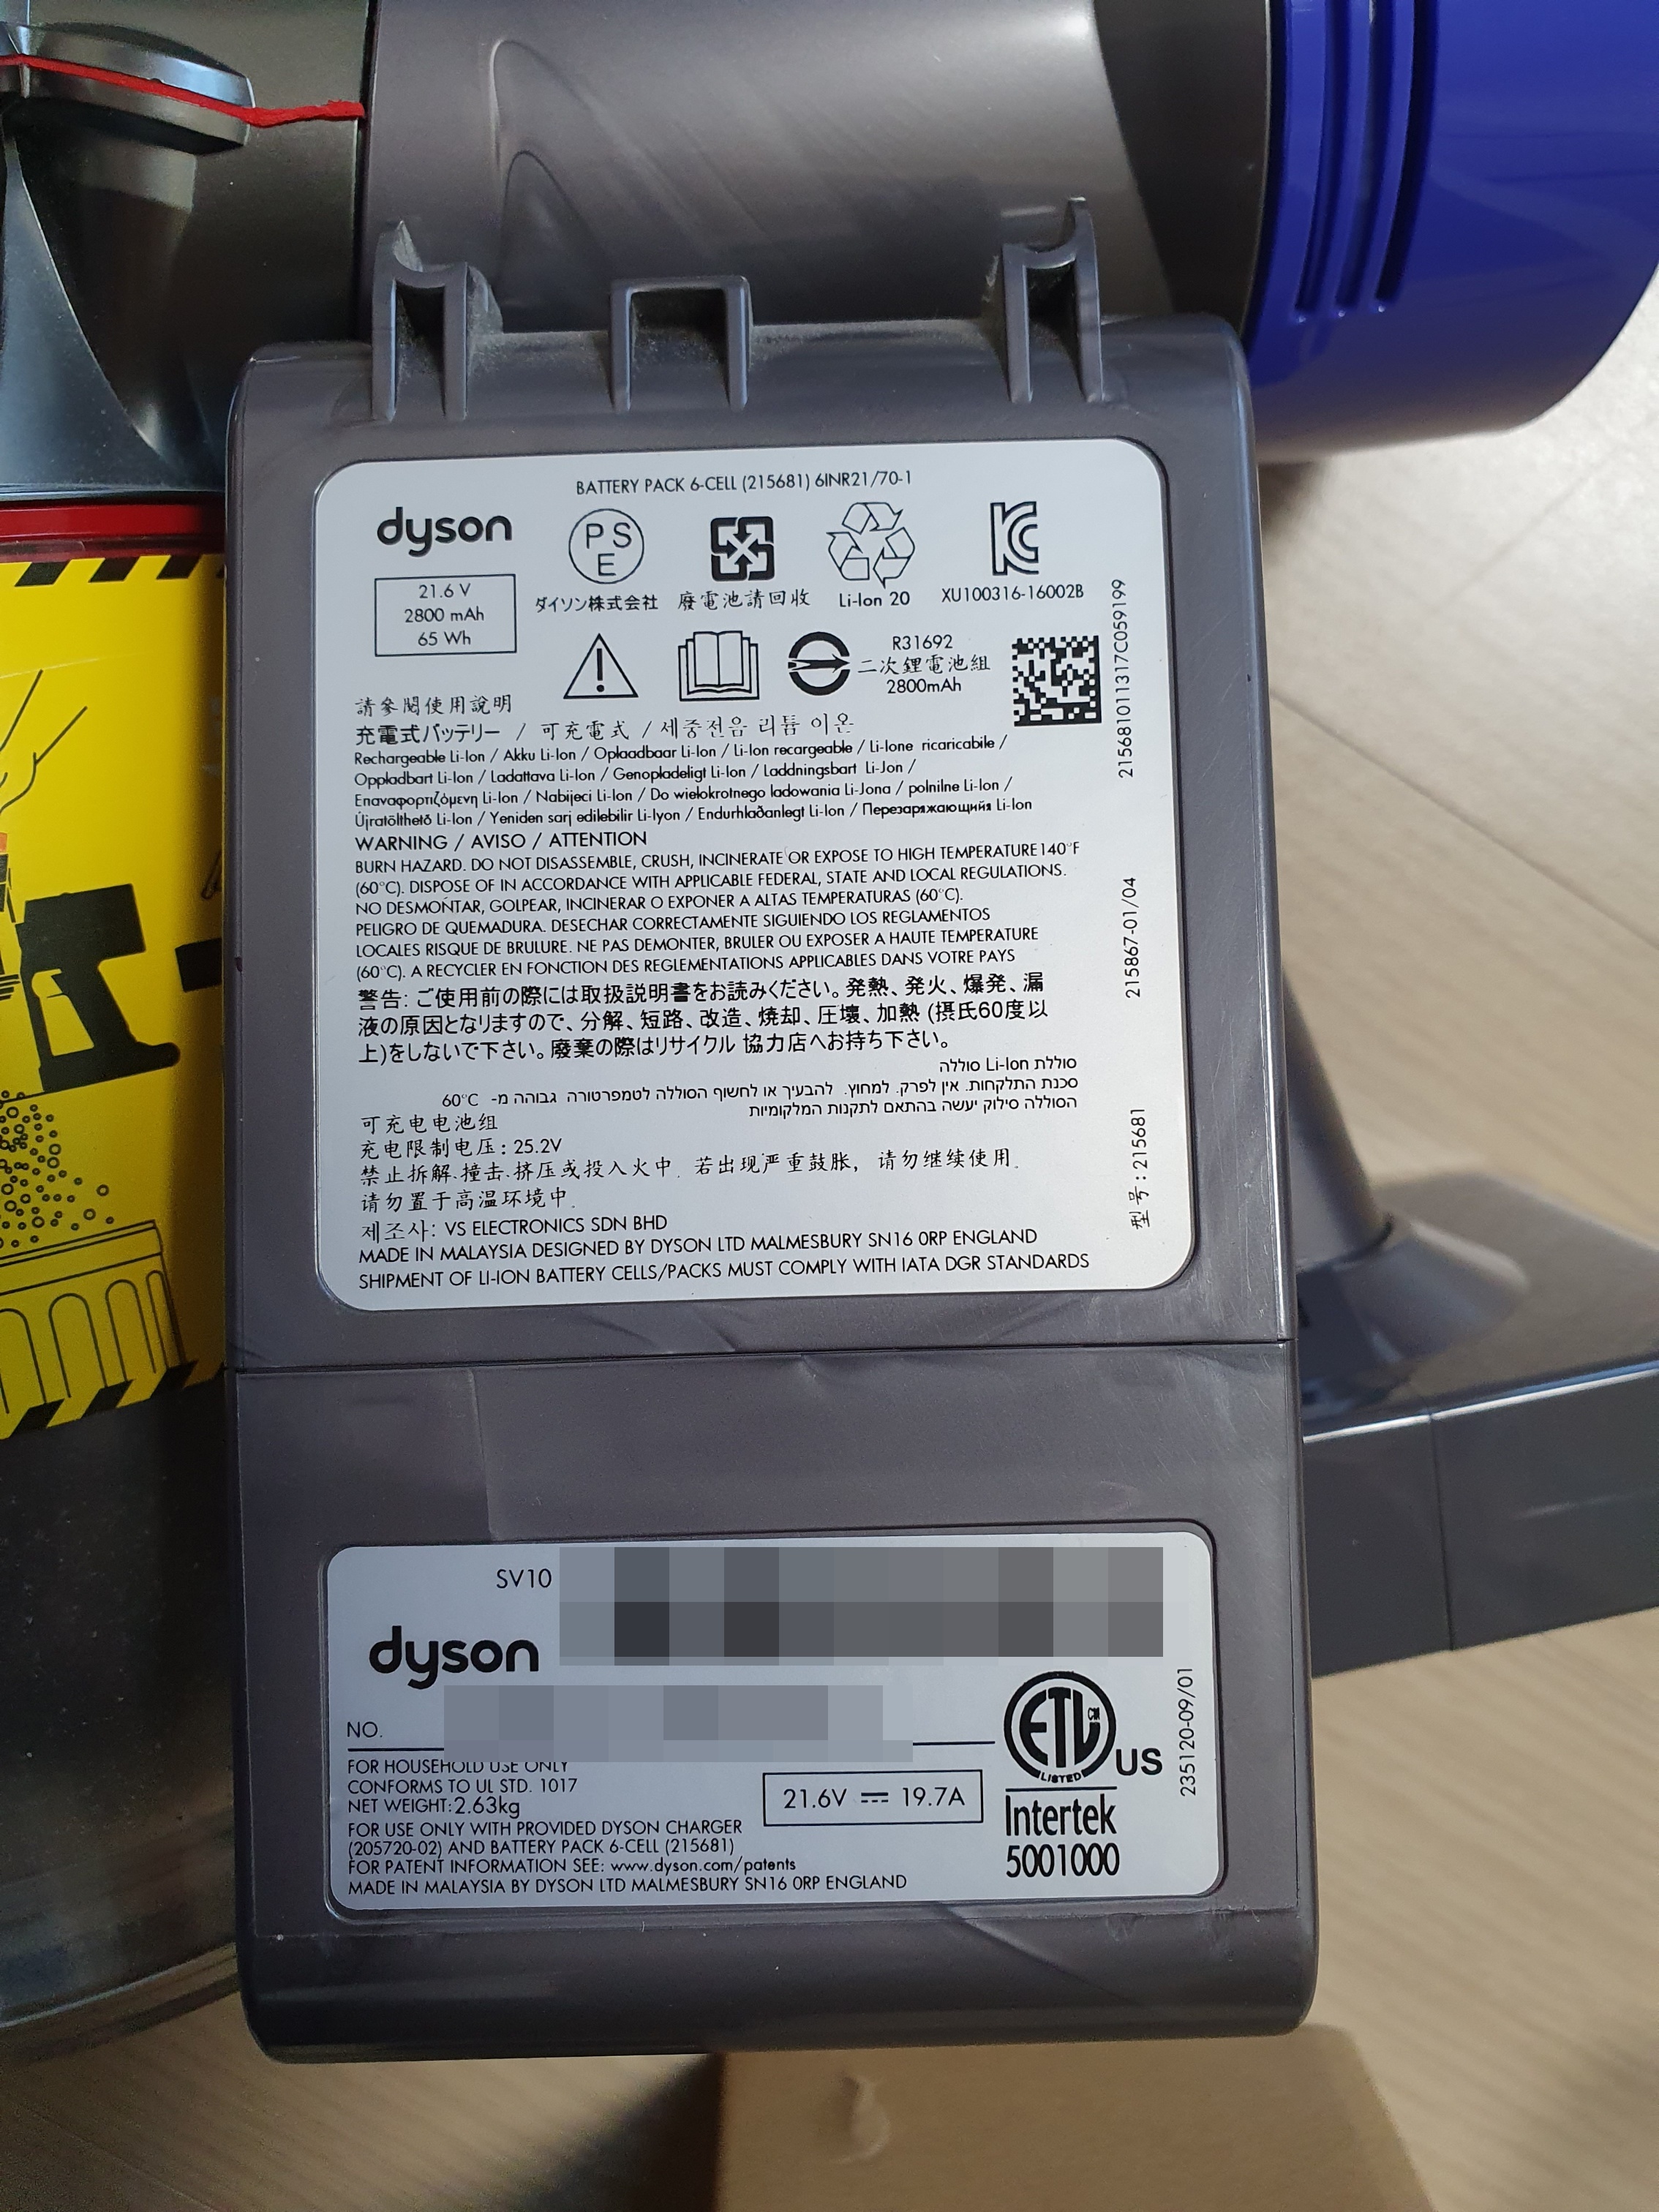 BATTERY PACK 6-CELL (215681) 6INR21/70-1
dyson
21.6 V
2800 mAh
65 Wh
PS
E
ダイソン株式会社
廢電池請回收
Li-Ion 20
XU100316-16002B
R31692
二次鋰電池組
2800mAh
21568101131​7C059199
請參閱使用說明
充電式バッテリー / 可充電式 / 세중전음 리튬 이온
Rechargeable Li-Ion / Akku Li-Ion / Oplaadbaar Li-Ion / Li-Ion recargeable / Li-Ione ricaricabile /
Oppladbart Li-Ion / Ladattava Li-Ion / Genopladeligt Li-Ion / Laddningsbart Li-Jon /
Επαναφορτιζόμενη Li-Ion / Nabijeci Li-Ion / Do wielokrotnego ladowania Li-Jona / polnilne Li-Ion /
Újratölthető Li-Ion / Yeniden sarj edilebilir Li-Iyon / Endurhlaðanlegt Li-Ion / Перезаряжающийя Li-Ion
WARNING / AVISO / ATTENTION
BURN HAZARD. DO NOT DISASSEMBLE, CRUSH, INCINERATE OR EXPOSE TO HIGH TEMPERATURE 140°F
(60°C). DISPOSE OF IN ACCORDANCE WITH APPLICABLE FEDERAL, STATE AND LOCAL REGULATIONS.
NO DESMONTAR, GOLPEAR, INCINERAR O EXPONER A ALTAS TEMPERATURAS (60°C).
PELIGRO DE QUEMADURA. DESECHAR CORRECTAMENTE SIGUIENDO LOS REGLAMENTOS
LOCALES RISQUE DE BRULURE. NE PAS DEMONTER, BRULER OU EXPOSER A HAUTE TEMPERATURE
(60°C). A RECYCLER EN FONCTION DES REGLEMENTATIONS APPLICABLES DANS VOTRE PAYS
警告: ご使用前の際には取扱説明書をお読みください。発熱、発火、爆発、漏
液の原因となりますので、分解、短路、改造、焼却、圧壊、加熱 (摂氏60度以
上)をしないで下さい。廃棄の際はリサイクル 協力店へお持ち下さい。
סוללת Li-Ion סוללה
סכנת התלקחות. אין לפרק, למחוץ, להבעיר או לחשוף הסוללה לטמפרטורה גבוהה מ- 60°C
הסוללה סילוק יעשה בהתאם לתקנות המלקומיות
可充电电池组
充电限制电压: 25.2V
禁止拆解.撞击.挤压或投入火中. 若出现严重鼓胀, 请勿继续使用.
请勿置于高温环境中.
제조사: VS ELECTRONICS SDN BHD
MADE IN MALAYSIA DESIGNED BY DYSON LTD MALMESBURY SN16 0RP ENGLAND
SHIPMENT OF LI-ION BATTERY CELLS/PACKS MUST COMPLY WITH IATA DGR STANDARDS
215867-01/04
型号: 215681
SV10
dyson
NO.
FOR HOUSEHOLD USE ONLY
CONFORMS TO UL STD. 1017
NET WEIGHT: 2.63kg
FOR USE ONLY WITH PROVIDED DYSON CHARGER
(205720-02) AND BATTERY PACK 6-CELL (215681)
FOR PATENT INFORMATION SEE: www.dyson.com/patents
MADE IN MALAYSIA BY DYSON LTD MALMESBURY SN16 0RP ENGLAND
21.6V ⎓ 19.7A
ETL
LISTED
US
Intertek
5001000
235120-09/01